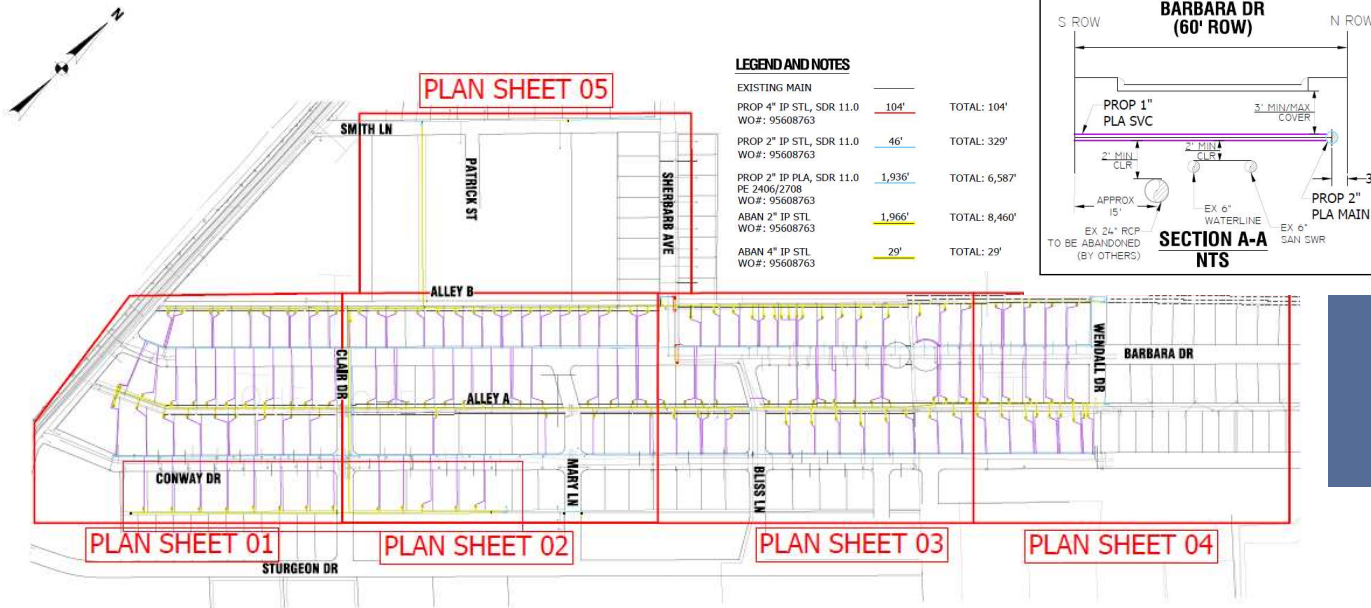 N
PLAN SHEET 05
SMITH LN
PATRICK ST
SHERBARB AVE
ALLEY B
CLAIR DR
ALLEY A
WENDALL DR
BARBARA DR
CONWAY DR
MARY LN
BLISS LN
PLAN SHEET 01
PLAN SHEET 02
PLAN SHEET 03
PLAN SHEET 04
STURGEON DR
LEGEND AND NOTES
EXISTING MAIN
PROP 4" IP STL, SDR 11.0 104' TOTAL: 104'
WO#: 95608763
PROP 2" IP STL, SDR 11.0 46' TOTAL: 329'
WO#: 95608763
PROP 2" IP PLA, SDR 11.0 1,936' TOTAL: 6,587'
PE 2406/2708
WO#: 95608763
ABAN 2" IP STL 1,966' TOTAL: 8,460'
WO#: 95608763
ABAN 4" IP STL 29' TOTAL: 29'
WO#: 95608763
BARBARA DR
(60' ROW)
S ROW
N ROW
PROP 1"
PLA SVC
3' MIN/MAX
COVER
2' MIN
CLR
2' MIN
CLR
3
APPROX
15'
EX 6"
WATERLINE
PROP 2"
PLA MAIN
EX 24" RCP
TO BE ABANDONED
(BY OTHERS)
EX 6"
SAN SWR
SECTION A-A
NTS